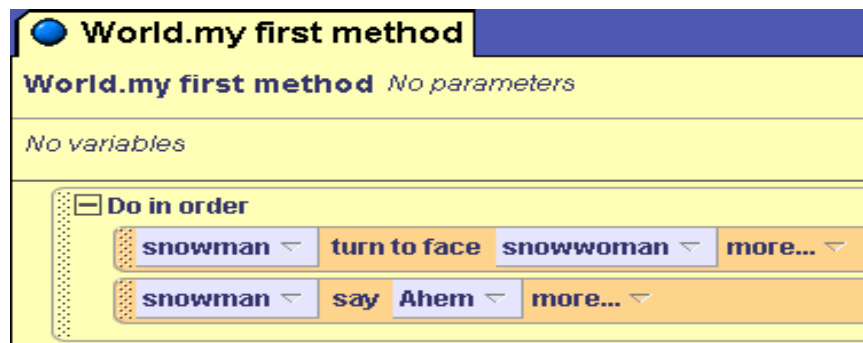 World.my first method
World.my first method No parameters
No variables
Do in order
snowman turn to face snowwoman more...
snowman say Ahem more...